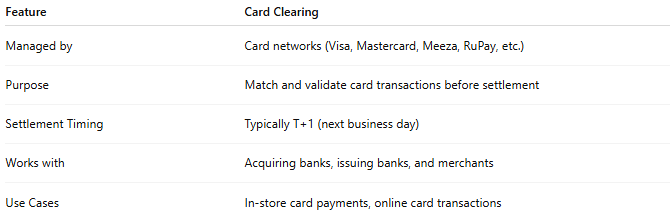 Feature Card Clearing
Managed by Card networks (Visa, Mastercard, Meeza, RuPay, etc.)
Purpose Match and validate card transactions before settlement
Settlement Timing Typically T+1 (next business day)
Works with Acquiring banks, issuing banks, and merchants
Use Cases In-store card payments, online card transactions